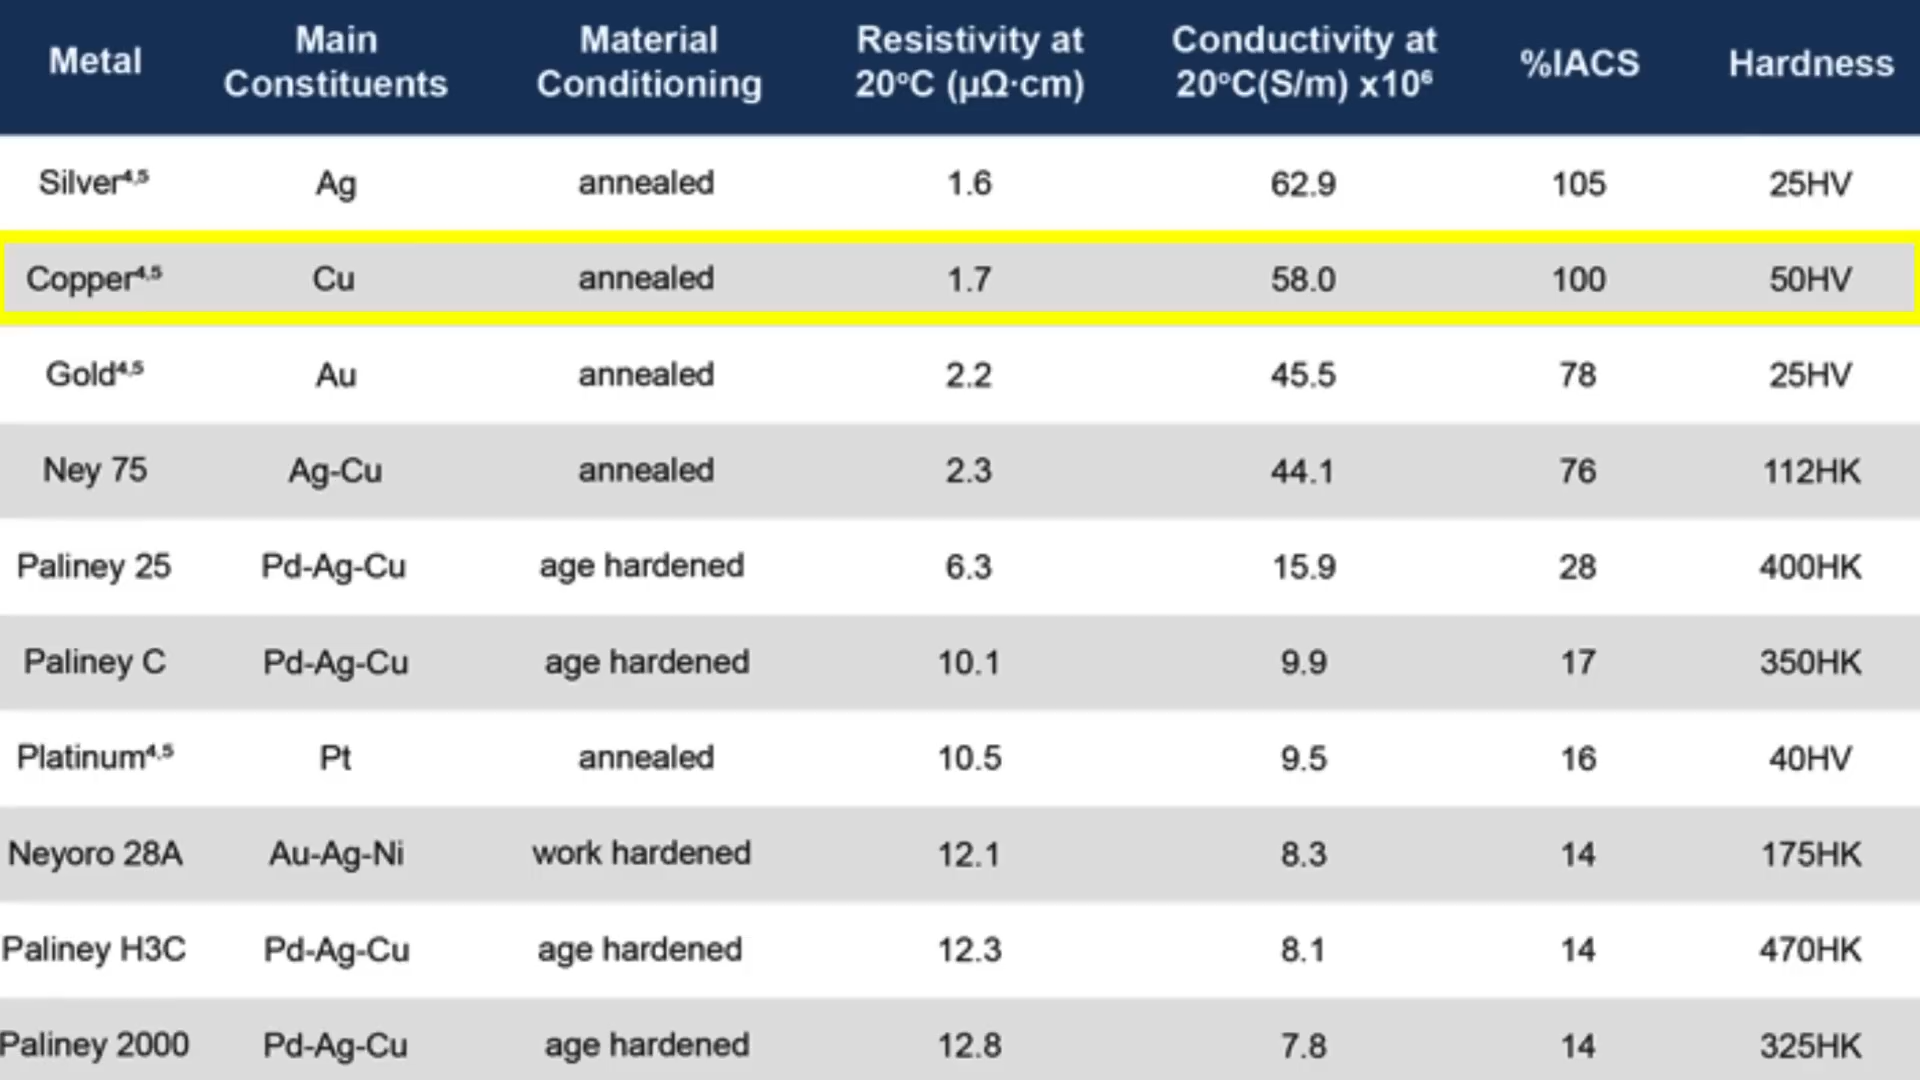 Metal Main Constituents Material Conditioning Resistivity at 20ºC (µΩ·cm) Conductivity at 20ºC(S/m) x10⁶ %IACS Hardness
Silver⁴·⁵ Ag annealed 1.6 62.9 105 25HV
Copper⁴·⁵ Cu annealed 1.7 58.0 100 50HV
Gold⁴·⁵ Au annealed 2.2 45.5 78 25HV
Ney 75 Ag-Cu annealed 2.3 44.1 76 112HK
Paliney 25 Pd-Ag-Cu age hardened 6.3 15.9 28 400HK
Paliney C Pd-Ag-Cu age hardened 10.1 9.9 17 350HK
Platinum⁴·⁵ Pt annealed 10.5 9.5 16 40HV
Neyoro 28A Au-Ag-Ni work hardened 12.1 8.3 14 175HK
Paliney H3C Pd-Ag-Cu age hardened 12.3 8.1 14 470HK
Paliney 2000 Pd-Ag-Cu age hardened 12.8 7.8 14 325HK